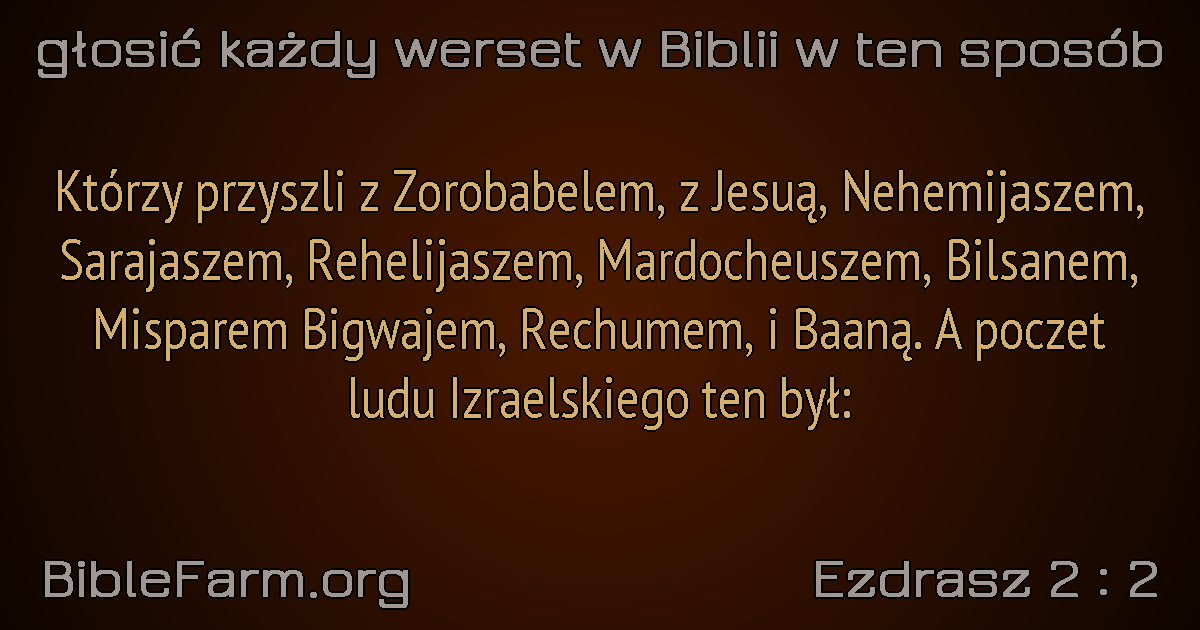 głosić każdy werset w Biblii w ten sposób
Którzy przyszli z Zorobabelem, z Jesuą, Nehemijaszem,
Sarajaszem, Rehelijaszem, Mardocheuszem, Bilsanem,
Misparem Bigwajem, Rechumem, i Baaną. A poczet
ludu Izraelskiego ten był:
BibleFarm.org
Ezdrasz 2 : 2